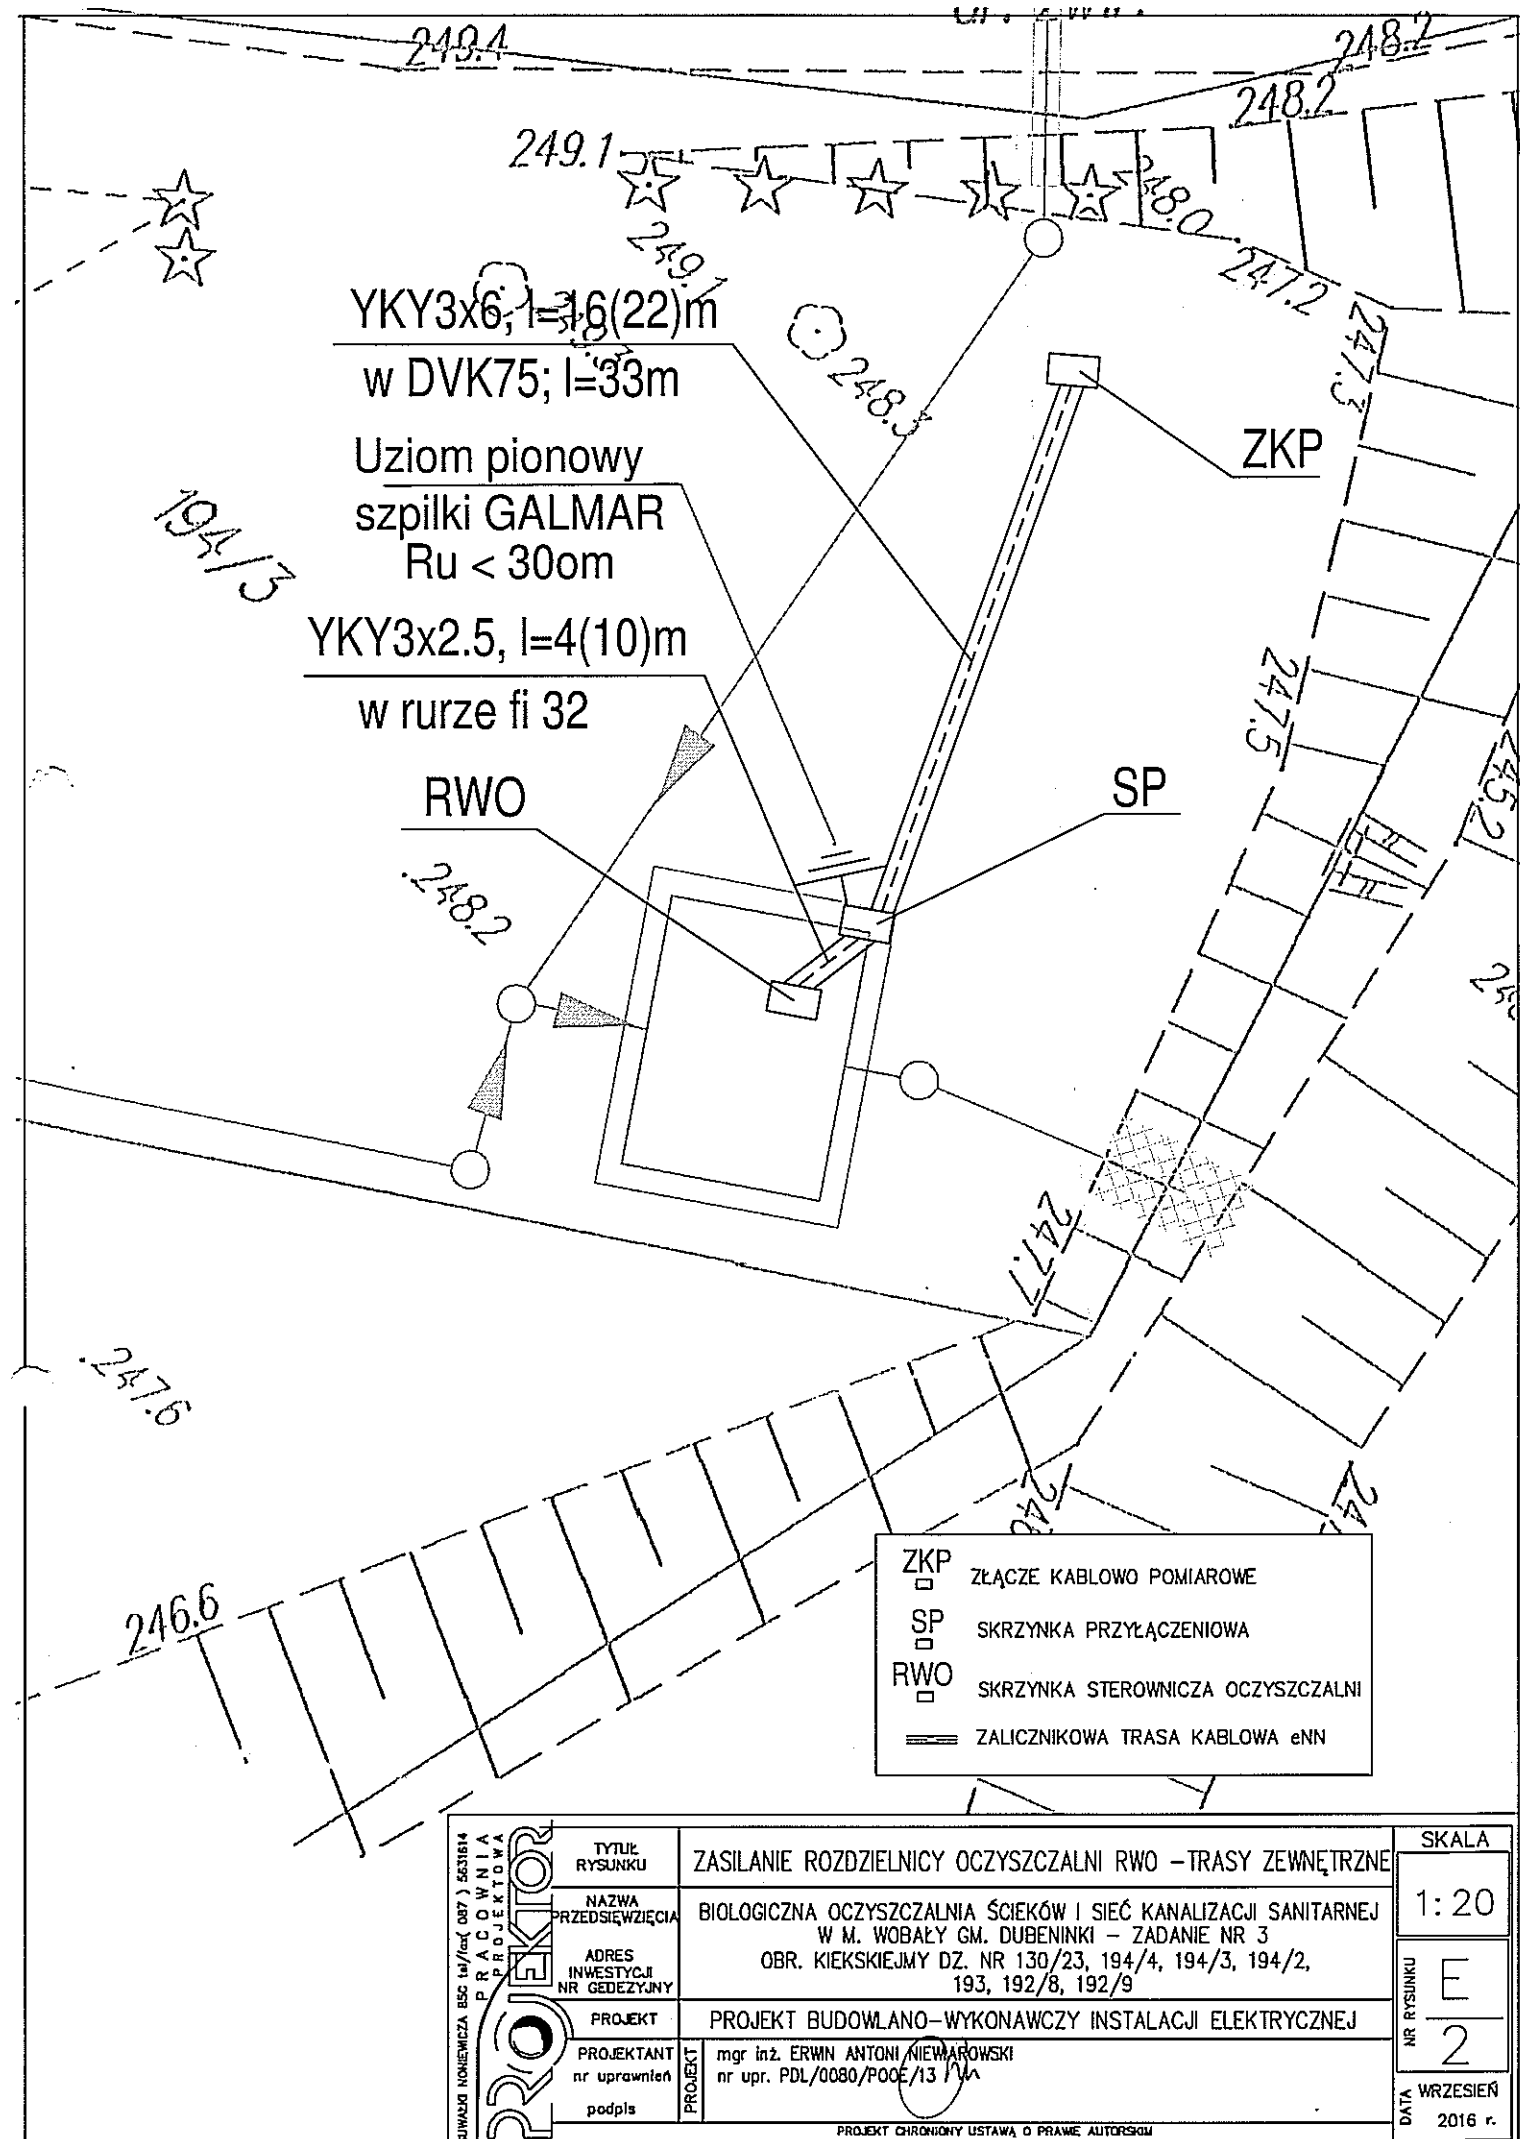 249.4
248.2
248.2
249.1
248.0
249.1
247.2
YKY3x6, l=16(22)m
w DVK75; l=33m
248.3
247.3
ZKP
Uziom pionowy
szpilki GALMAR
Ru < 30om
194/3
YKY3x2.5, l=4(10)m
w rurze fi 32
247.5
RWO
SP
.248.2
247.7
.247.6
246.6
ZKP ZŁĄCZE KABLOWO POMIAROWE
SP SKRZYNKA PRZYŁĄCZENIOWA
RWO SKRZYNKA STEROWNICZA OCZYSZCZALNI
ZALICZNIKOWA TRASA KABLOWA eNN
PRACOWNIA
PROJEKTOWA
PROJEKTOR
TYTUŁ
RYSUNKU
ZASILANIE ROZDZIELNICY OCZYSZCZALNI RWO -TRASY ZEWNĘTRZNE
SKALA
1:20
NAZWA
PRZEDSIĘWZIĘCIA
ADRES
INWESTYCJI
NR GEDEZYJNY
BIOLOGICZNA OCZYSZCZALNIA ŚCIEKÓW I SIEĆ KANALIZACJI SANITARNEJ
W M. WOBAŁY GM. DUBENINKI – ZADANIE NR 3
OBR. KIEKSKIEJMY DZ. NR 130/23, 194/4, 194/3, 194/2,
193, 192/8, 192/9
NR RYSUNKU
E
2
PROJEKT
PROJEKT BUDOWLANO-WYKONAWCZY INSTALACJI ELEKTRYCZNEJ
PROJEKTANT
nr uprawnień
podpis
PROJEKT
mgr inż. ERWIN ANTONI NIEWIAROWSKI
nr upr. PDL/0080/POOE/13
DATA
WRZESIEŃ
2016 r.
PROJEKT CHRONIONY USTAWĄ O PRAWIE AUTORSKIM